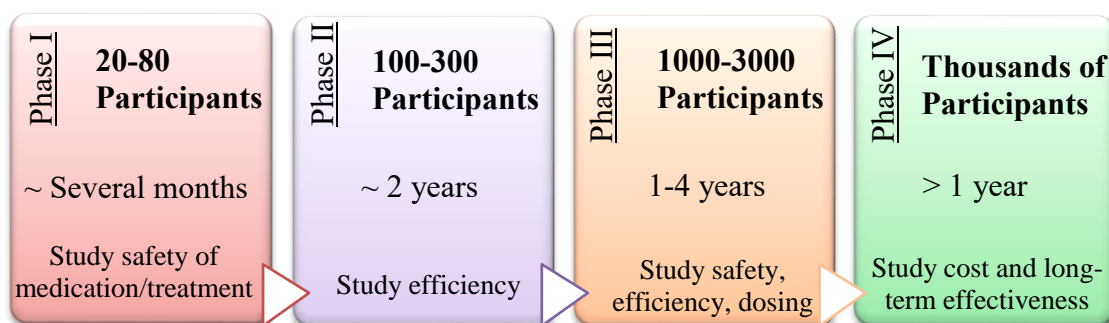 Phase I
20-80
Participants
~ Several months
Study safety of
medication/treatment
Phase II
100-300
Participants
~ 2 years
Study efficiency
Phase III
1000-3000
Participants
1-4 years
Study safety,
efficiency, dosing
Phase IV
Thousands of
Participants
> 1 year
Study cost and long-
term effectiveness